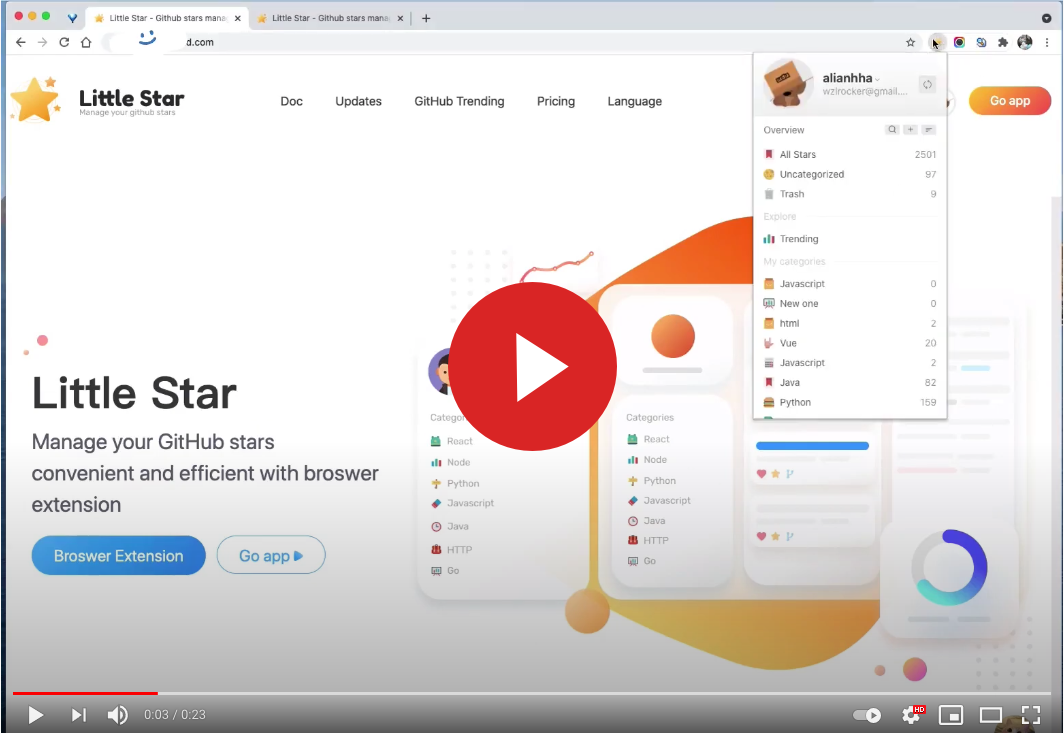 Little Star - Github stars mana
Little Star - Github stars mana
d.com
Little Star
Manage your github stars
Doc
Updates
GitHub Trending
Pricing
Language
Go app
alianhha
wzlrocker@gmail....
Overview
All Stars 2501
Uncategorized 97
Trash 9
Explore
Trending
My categories
Javascript 0
New one 0
html 2
Vue 20
Javascript 2
Java 82
Python 159
Little Star
Manage your GitHub stars
convenient and efficient with broswer
extension
Broswer Extension
Go app
Categor
React
Node
Python
Javascript
Java
HTTP
Go
Categories
React
Node
Python
Javascript
Java
HTTP
Go
0:03 / 0:23
HD